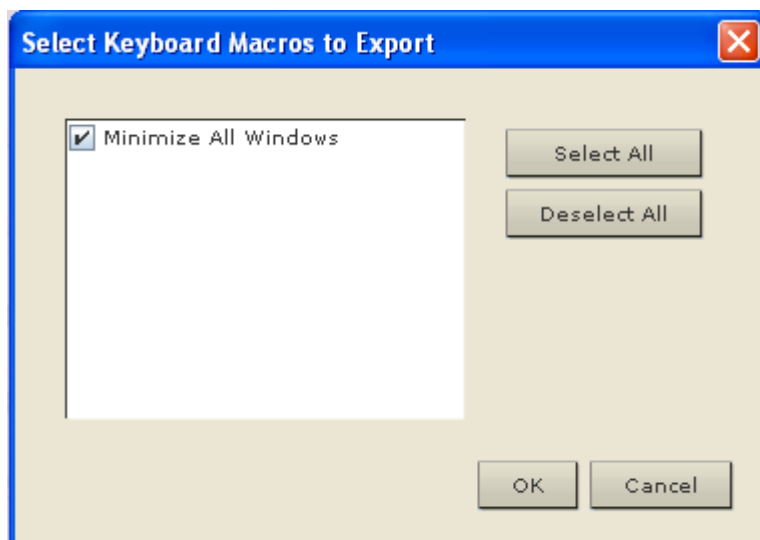 Select Keyboard Macros to Export
Minimize All Windows
Select All
Deselect All
OK
Cancel